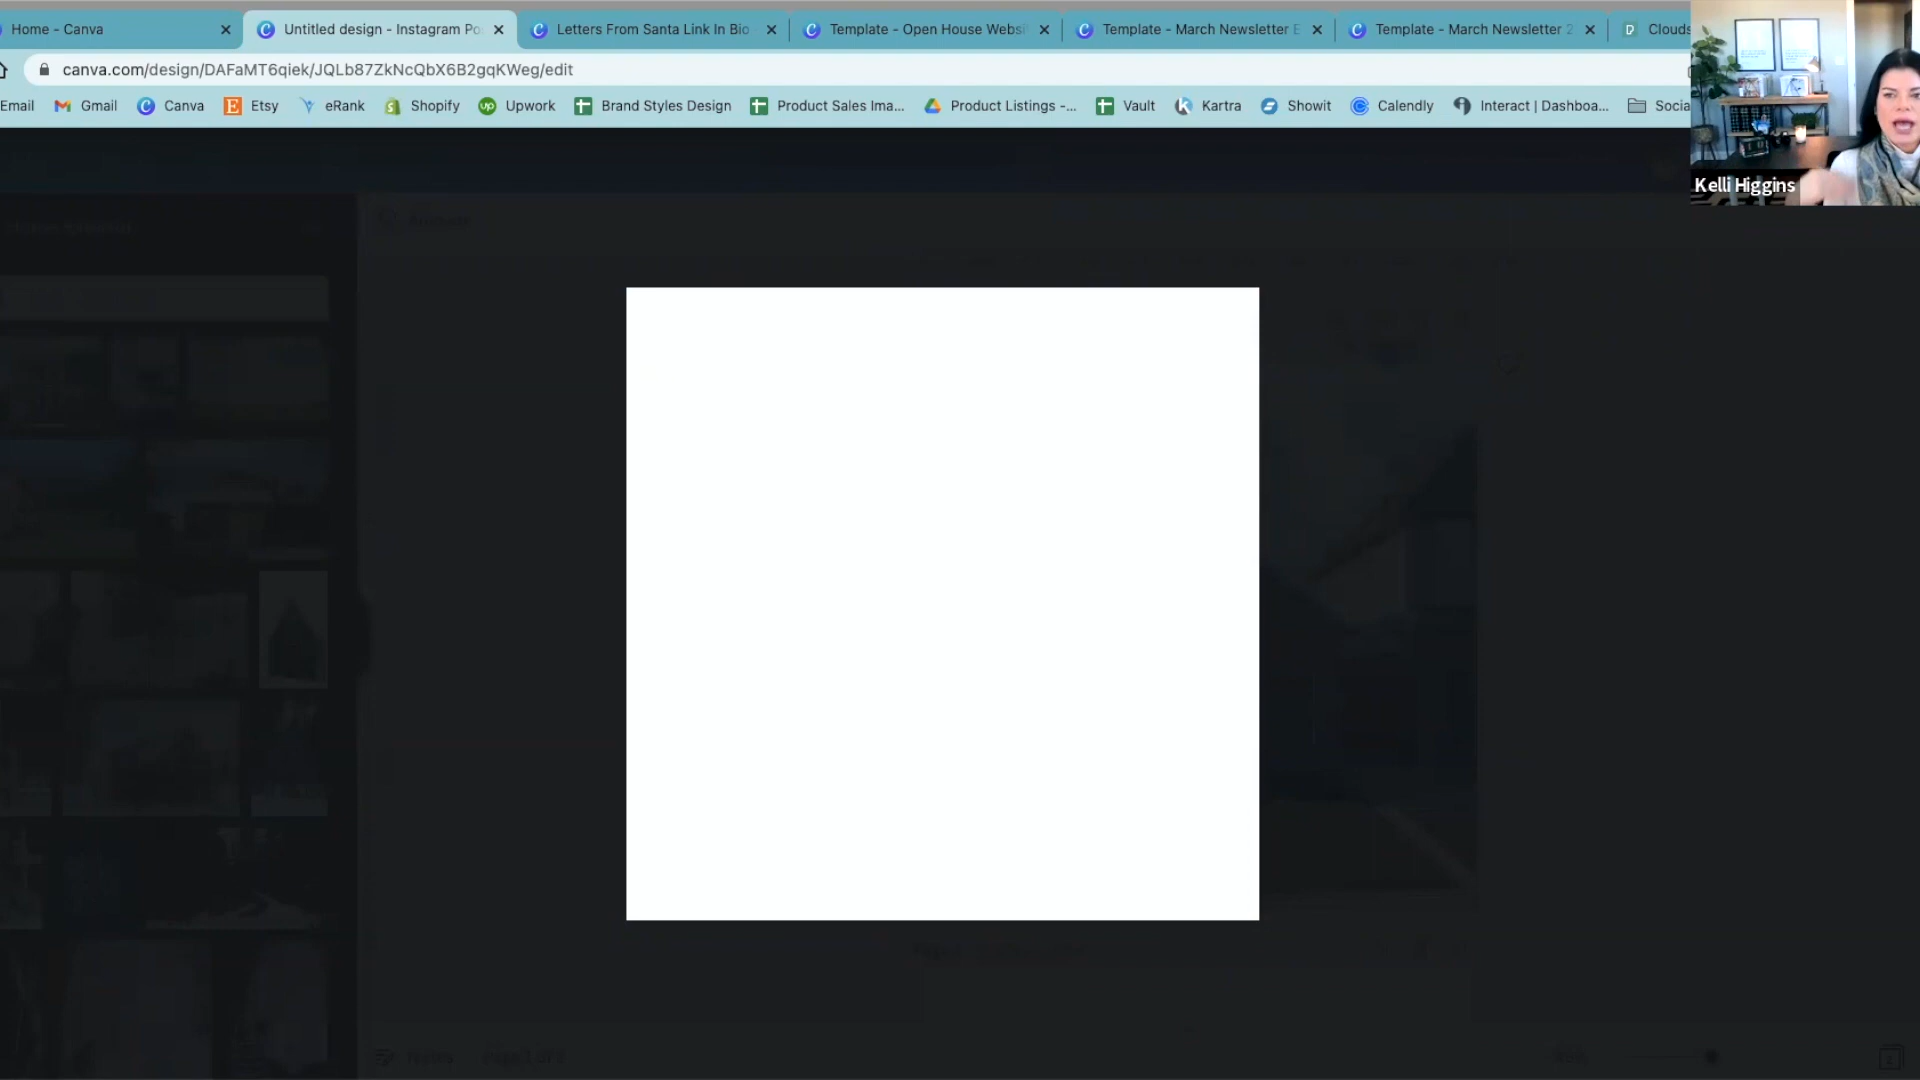 Home - Canva
Untitled design - Instagram Po
Letters From Santa Link In Bio
Template - Open House Websi
Template - March Newsletter E
Template - March Newsletter 2
Clouds
canva.com/design/DAFaMT6qiek/JQLb87ZkNcQbX6B2gqKWeg/edit
Email Gmail Canva Etsy eRank Shopify Upwork Brand Styles Design Product Sales Ima... Product Listings -... Vault Kartra Showit Calendly Interact | Dashboa... Socia
Kelli Higgins